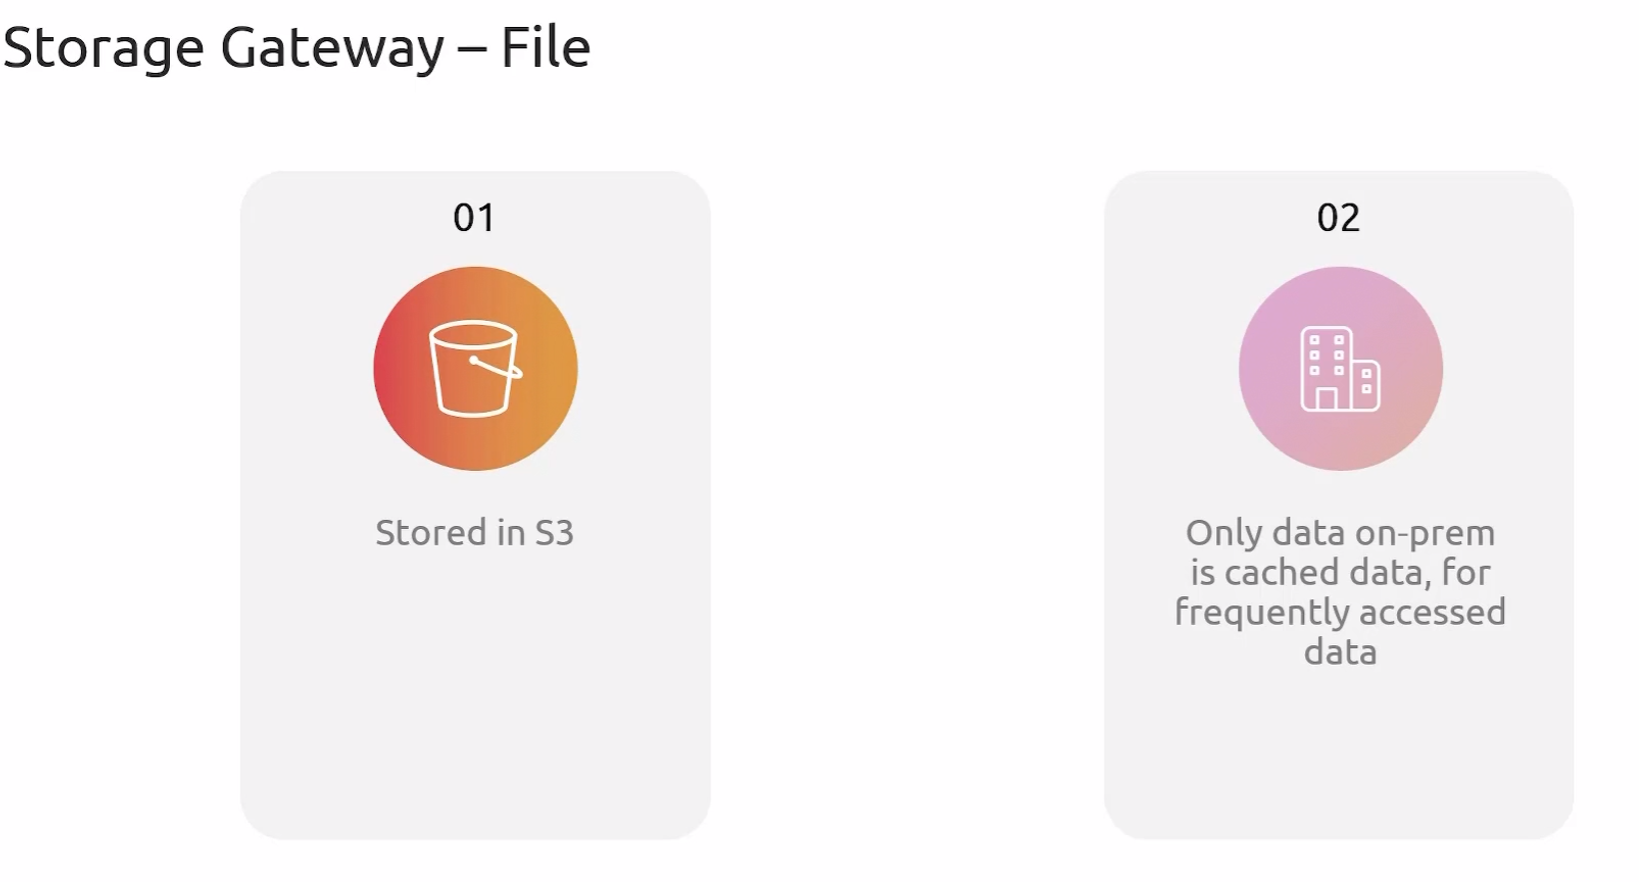 Storage Gateway – File
01
Stored in S3
02
Only data on-prem
is cached data, for
frequently accessed
data